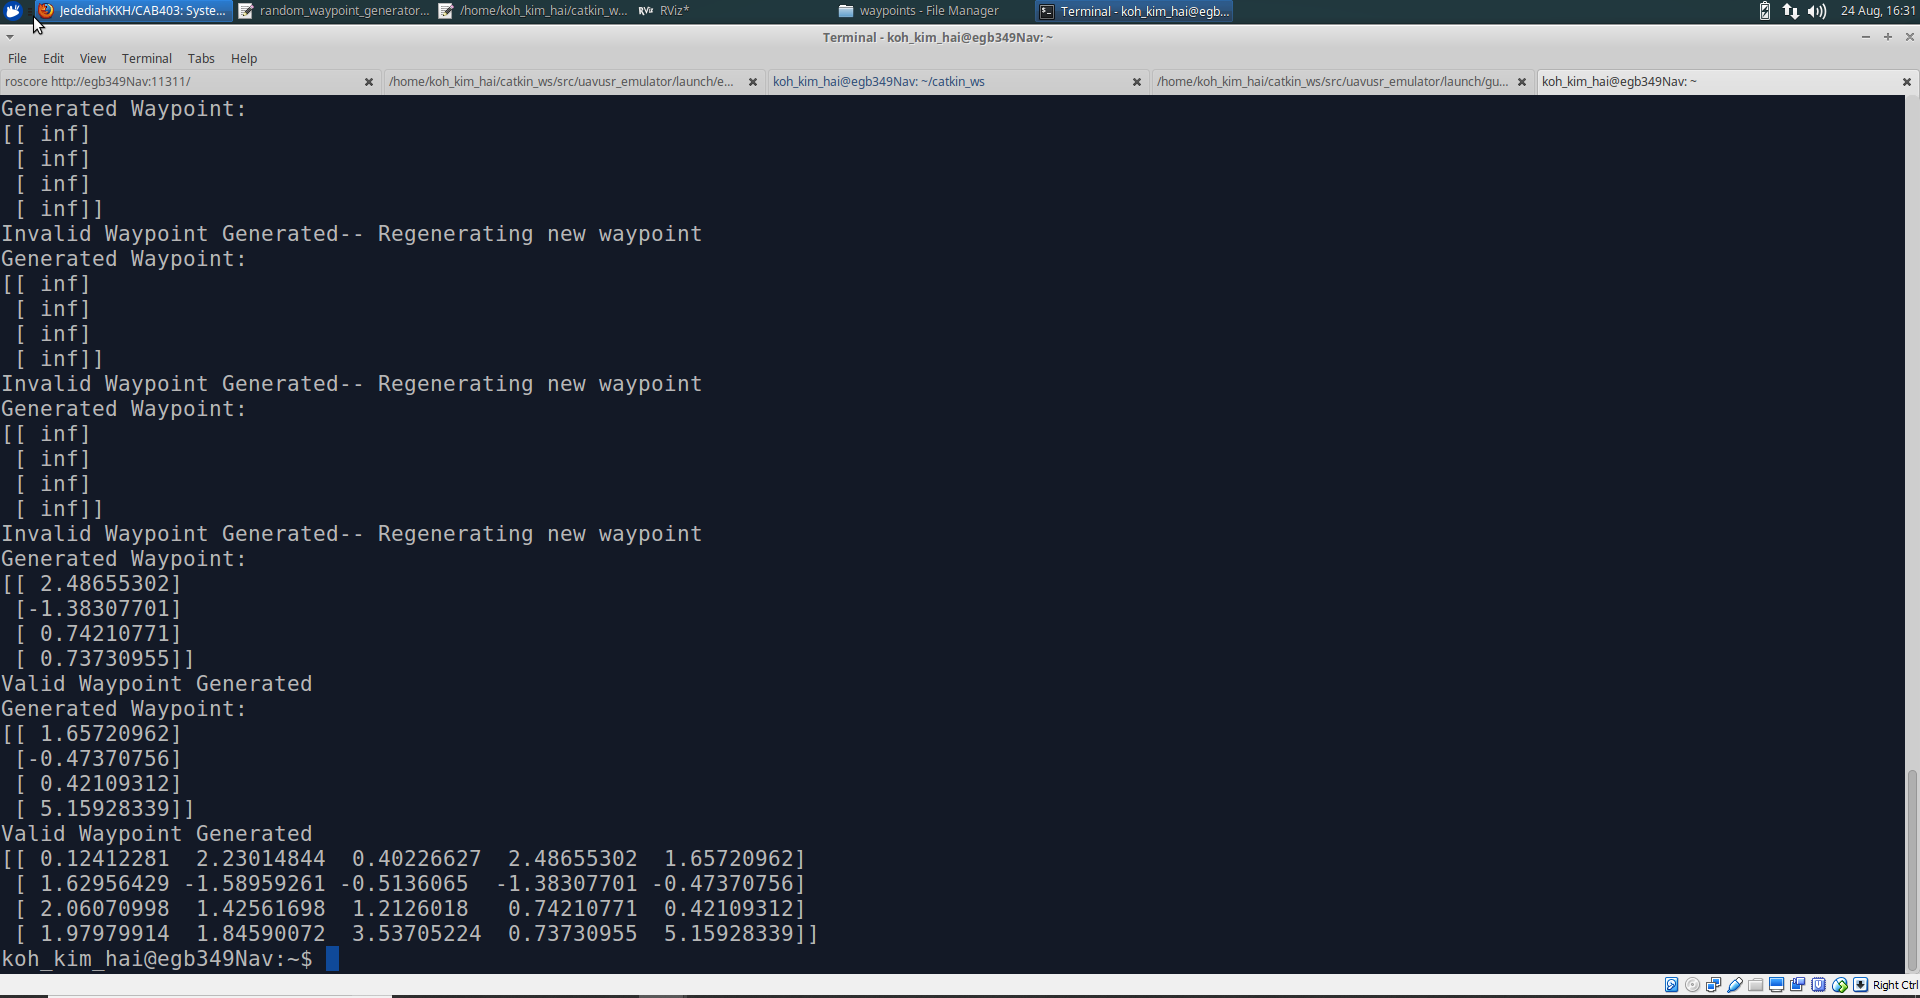 JedediahKKH/CAB403: Syste... random_waypoint_generator... /home/koh_kim_hai/catkin_w... RViz RViz* waypoints - File Manager Terminal - koh_kim_hai@egb... 24 Aug, 16:31
Terminal - koh_kim_hai@egb349Nav: ~
File Edit View Terminal Tabs Help
roscore http://egb349Nav:11311/ /home/koh_kim_hai/catkin_ws/src/uavusr_emulator/launch/e... koh_kim_hai@egb349Nav: ~/catkin_ws /home/koh_kim_hai/catkin_ws/src/uavusr_emulator/launch/gu... koh_kim_hai@egb349Nav: ~
Generated Waypoint:
[[ inf]
 [ inf]
 [ inf]
 [ inf]]
Invalid Waypoint Generated-- Regenerating new waypoint
Generated Waypoint:
[[ inf]
 [ inf]
 [ inf]
 [ inf]]
Invalid Waypoint Generated-- Regenerating new waypoint
Generated Waypoint:
[[ inf]
 [ inf]
 [ inf]
 [ inf]]
Invalid Waypoint Generated-- Regenerating new waypoint
Generated Waypoint:
[[ 2.48655302]
 [-1.38307701]
 [ 0.74210771]
 [ 0.73730955]]
Valid Waypoint Generated
Generated Waypoint:
[[ 1.65720962]
 [-0.47370756]
 [ 0.42109312]
 [ 5.15928339]]
Valid Waypoint Generated
[[ 0.12412281  2.23014844  0.40226627  2.48655302  1.65720962]
 [ 1.62956429 -1.58959261 -0.5136065  -1.38307701 -0.47370756]
 [ 2.06070998  1.42561698  1.2126018   0.74210771  0.42109312]
 [ 1.97979914  1.84590072  3.53705224  0.73730955  5.15928339]]
koh_kim_hai@egb349Nav:~$
Right Ctrl